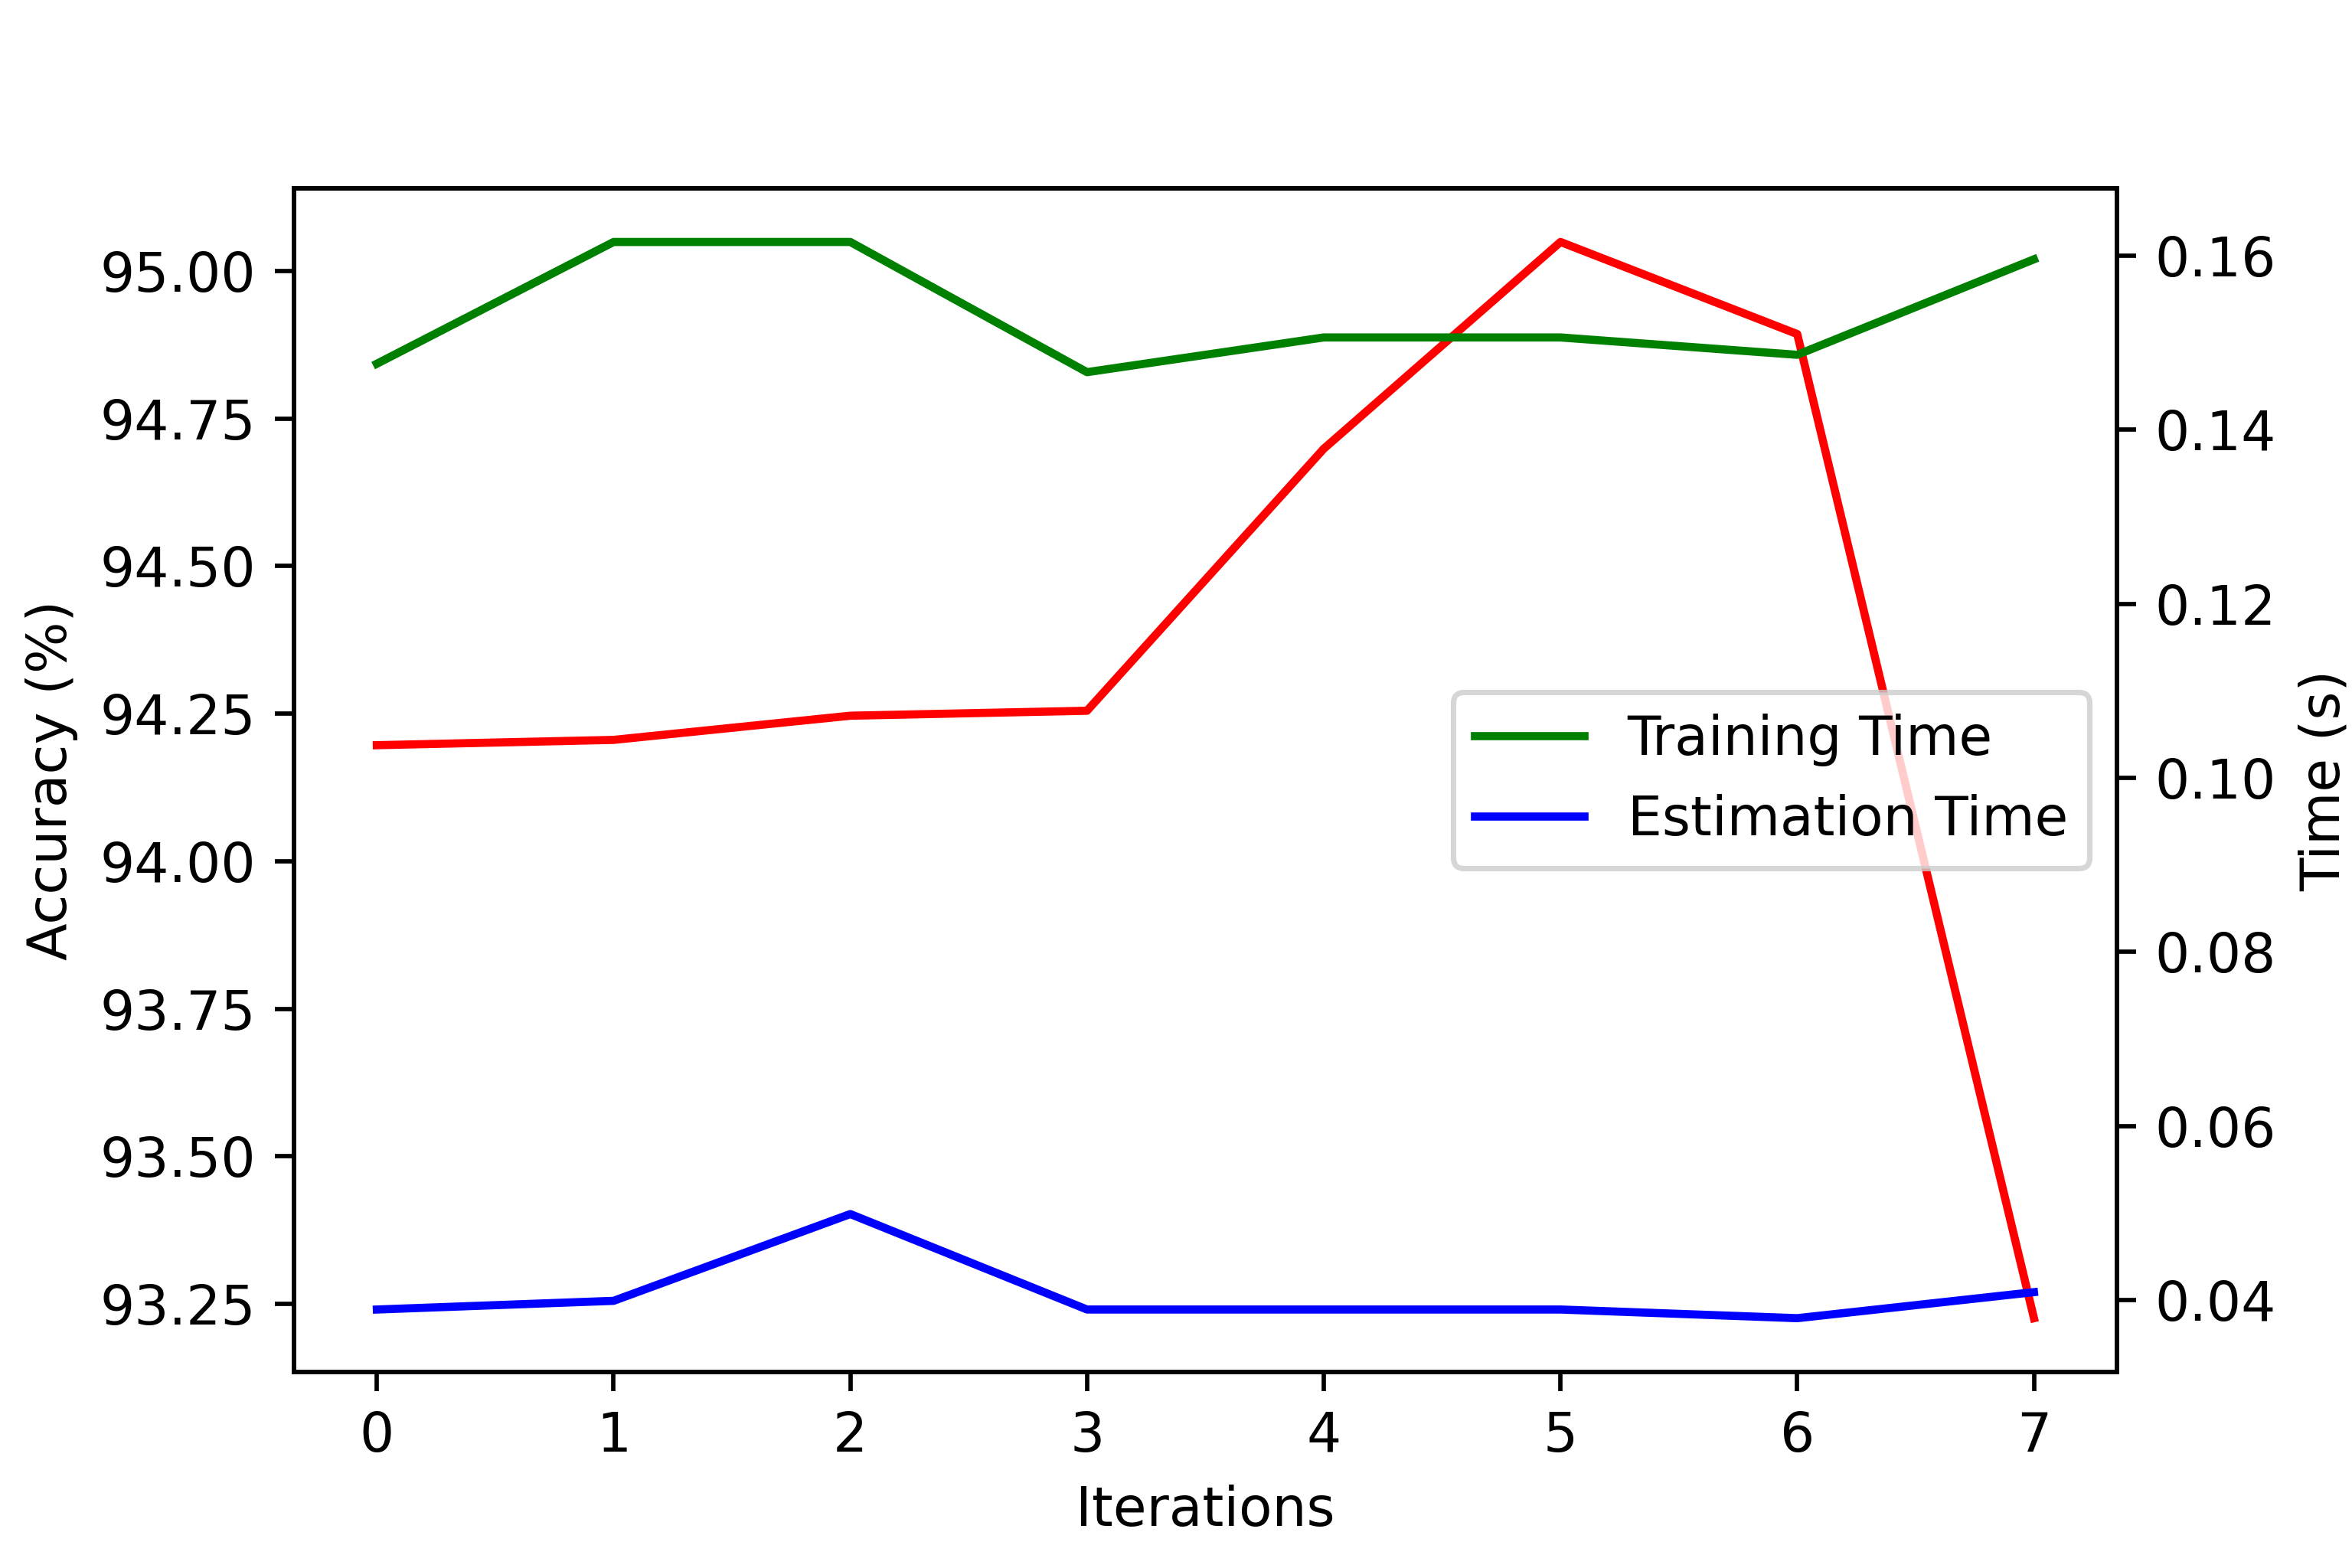 95.00
94.75
94.50
94.25
94.00
93.75
93.50
93.25
Accuracy (%)
0.16
0.14
0.12
0.10
0.08
0.06
0.04
Time (s)
Training Time
Estimation Time
0 1 2 3 4 5 6 7
Iterations